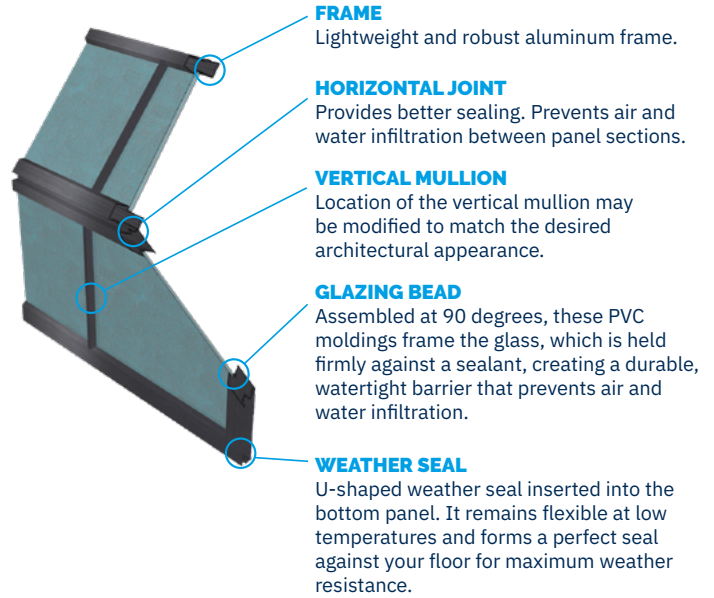 FRAME
Lightweight and robust aluminum frame.
HORIZONTAL JOINT
Provides better sealing. Prevents air and
water infiltration between panel sections.
VERTICAL MULLION
Location of the vertical mullion may
be modified to match the desired
architectural appearance.
GLAZING BEAD
Assembled at 90 degrees, these PVC
moldings frame the glass, which is held
firmly against a sealant, creating a durable,
watertight barrier that prevents air and
water infiltration.
WEATHER SEAL
U-shaped weather seal inserted into the
bottom panel. It remains flexible at low
temperatures and forms a perfect seal
against your floor for maximum weather
resistance.